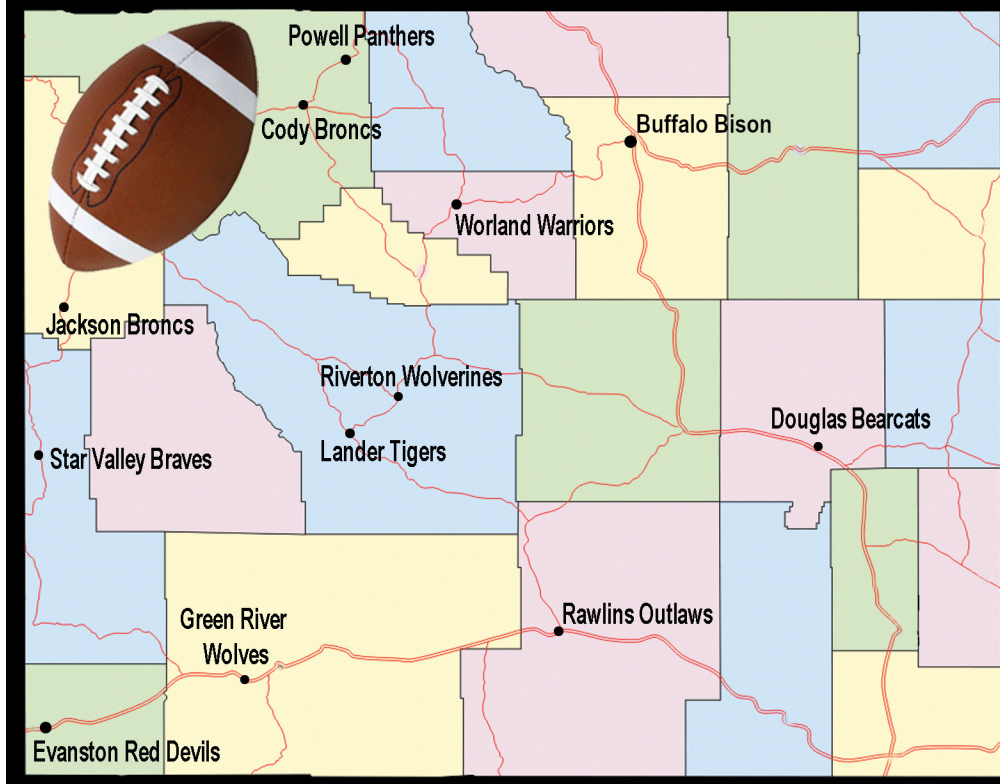 Powell Panthers
Cody Broncs
Buffalo Bison
Worland Warriors
Jackson Broncs
Riverton Wolverines
Douglas Bearcats
Lander Tigers
Star Valley Braves
Green River
Wolves
Rawlins Outlaws
Evanston Red Devils